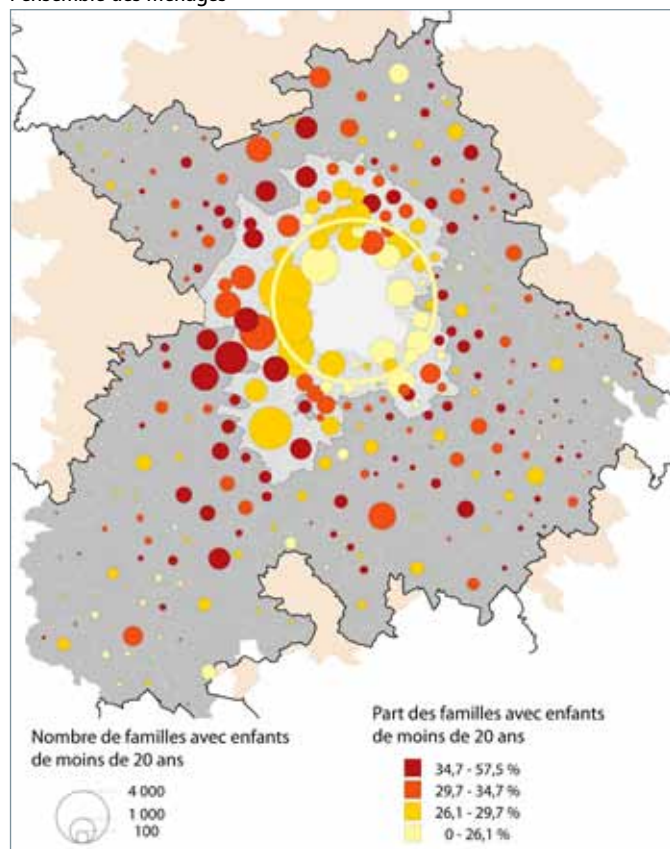 l'ensemble des ménages
Nombre de familles avec enfants
de moins de 20 ans
4 000
1 000
100
Part des familles avec enfants
de moins de 20 ans
34,7 - 57,5 %
29,7 - 34,7 %
26,1 - 29,7 %
0 - 26,1 %